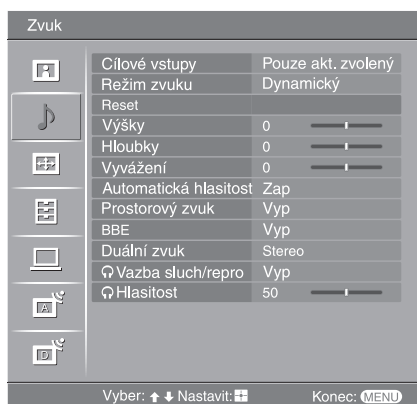 Zvuk
Cílové vstupy Pouze akt. zvolený
Režim zvuku Dynamický
Reset
Výšky 0
Hloubky 0
Vyvážení 0
Automatická hlasitost Zap
Prostorový zvuk Vyp
BBE Vyp
Duální zvuk Stereo
Vazba sluch/repro Vyp
Hlasitost 50
A
D
Vyber: Nastavit: Konec: MENU